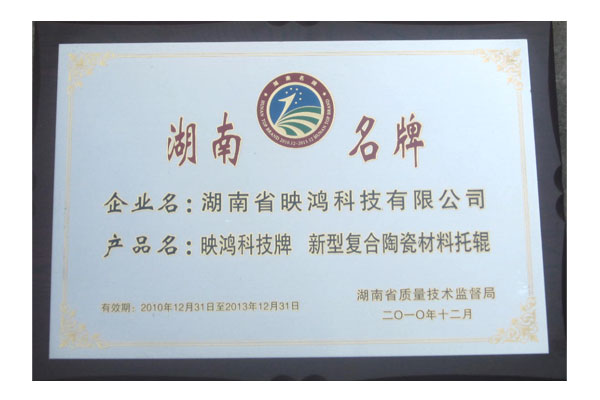 湖南名牌
湖南名牌
企业名：湖南省映鸿科技有限公司
产品名：映鸿科技牌 新型复合陶瓷材料托辊
有效期：2010年12月31日至2013年12月31日
湖南省质量技术监督局
二〇一〇年十二月